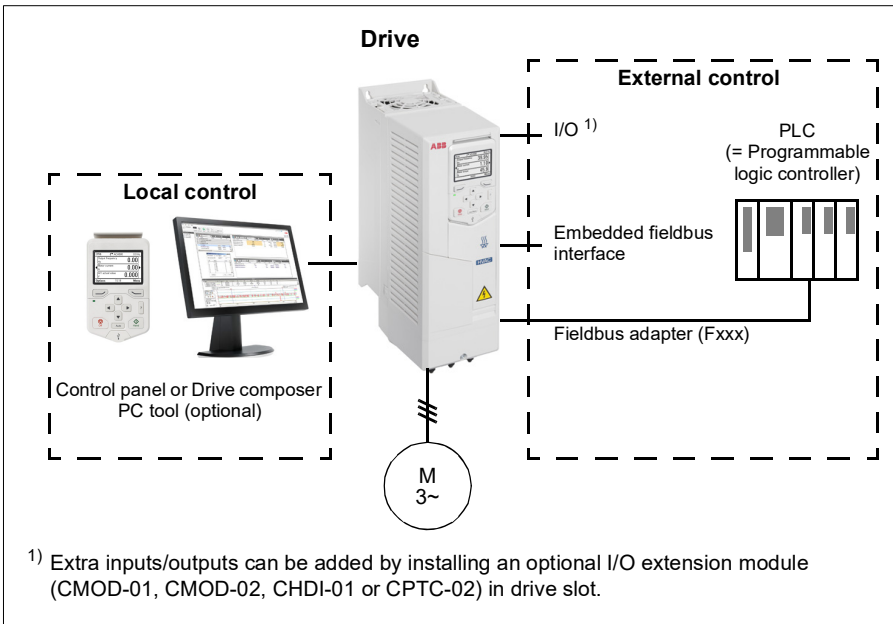 Drive
External control
I/O 1)
PLC
(= Programmable
logic controller)
Local control
ABB
Embedded fieldbus
interface
Fieldbus adapter (Fxxx)
Control panel or Drive composer
PC tool (optional)
M
3~
1) Extra inputs/outputs can be added by installing an optional I/O extension module
(CMOD-01, CMOD-02, CHDI-01 or CPTC-02) in drive slot.